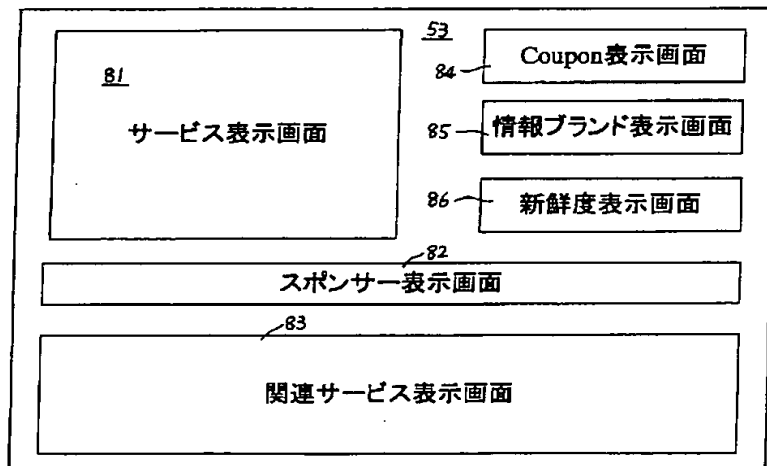 53
81
サービス表示画面
84
Coupon表示画面
85
情報ブランド表示画面
86
新鮮度表示画面
82
スポンサー表示画面
83
関連サービス表示画面